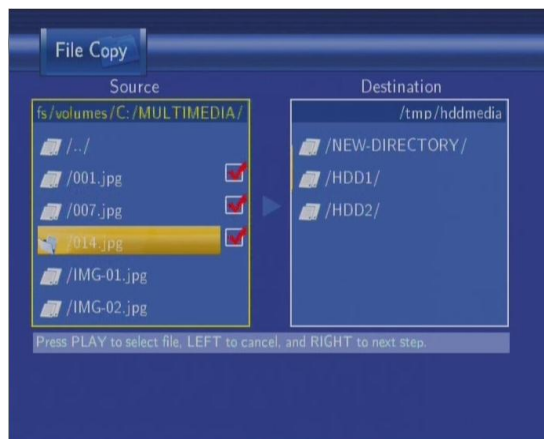 File Copy
Source
Destination
fs/volumes/C:/MULTIMEDIA/
/tmp/hddmedia
/../
/NEW-DIRECTORY/
/001.jpg
/HDD1/
/007.jpg
/HDD2/
/014.jpg
/IMG-01.jpg
/IMG-02.jpg
Press PLAY to select file, LEFT to cancel, and RIGHT to next step.